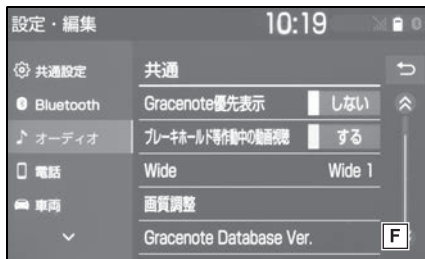 設定・編集
10:19
共通設定
共通
Bluetooth
Gracenote優先表示
しない
オーディオ
ブレーキホールド等作動中の動画視聴
する
電話
Wide
Wide 1
車両
画質調整
Gracenote Database Ver.
F